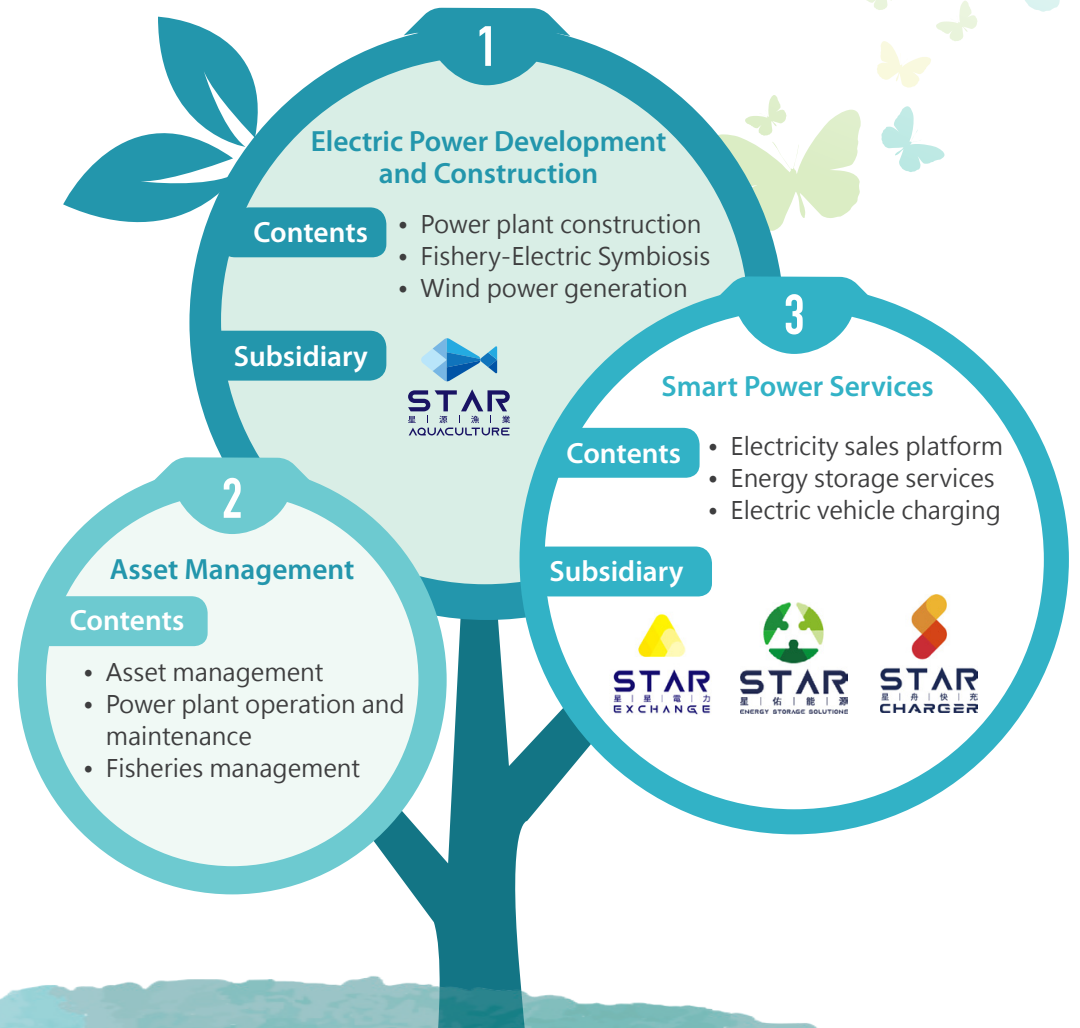 1
Electric Power Development
and Construction
Contents
• Power plant construction
• Fishery-Electric Symbiosis
• Wind power generation
Subsidiary
STAR
星|源|漁|業
AQUACULTURE
2
Asset Management
Contents
• Asset management
• Power plant operation and
maintenance
• Fisheries management
3
Smart Power Services
Contents
• Electricity sales platform
• Energy storage services
• Electric vehicle charging
Subsidiary
STAR
星|星|電|力
EXCHANGE
STAR
星|佑|能|源
ENERGY STORAGE SOLUTIONS
STAR
星|舟|快|充
CHARGER